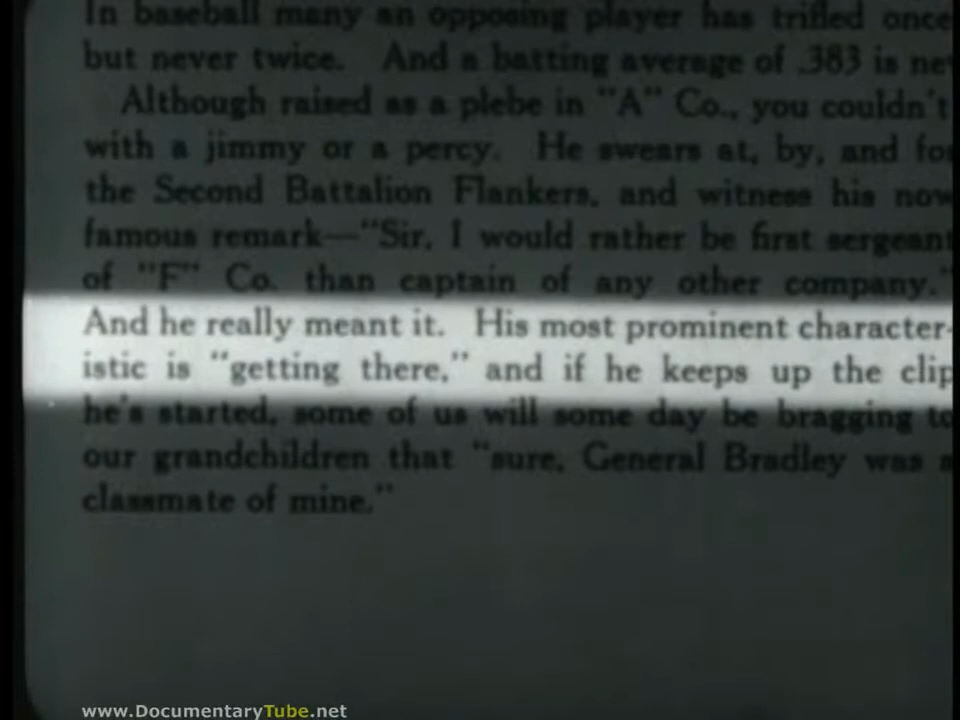 In baseball many an opposing player has trifled once
but never twice. And a batting average of .383 is
Although raised as a plebe in "A" Co., you couldn't
with a jimmy or a percy. He swears at, by, and
the Second Battalion Flankers, and witness his now
famous remark—"Sir, I would rather be first sergeant
of "F" Co. than captain of any other company."
And he really meant it. His most prominent character-
istic is "getting there," and if he keeps up the clip
he's started, some of us will some day be bragging to
our grandchildren that "sure, General Bradley was a
classmate of mine."
www.DocumentaryTube.net